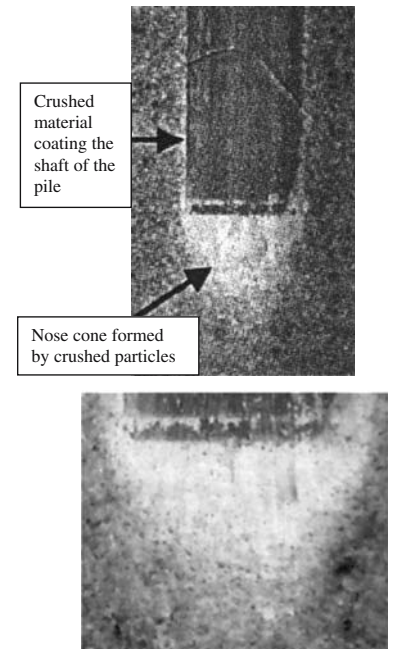 Crushed
material
coating the
shaft of the
pile
Nose cone formed
by crushed particles